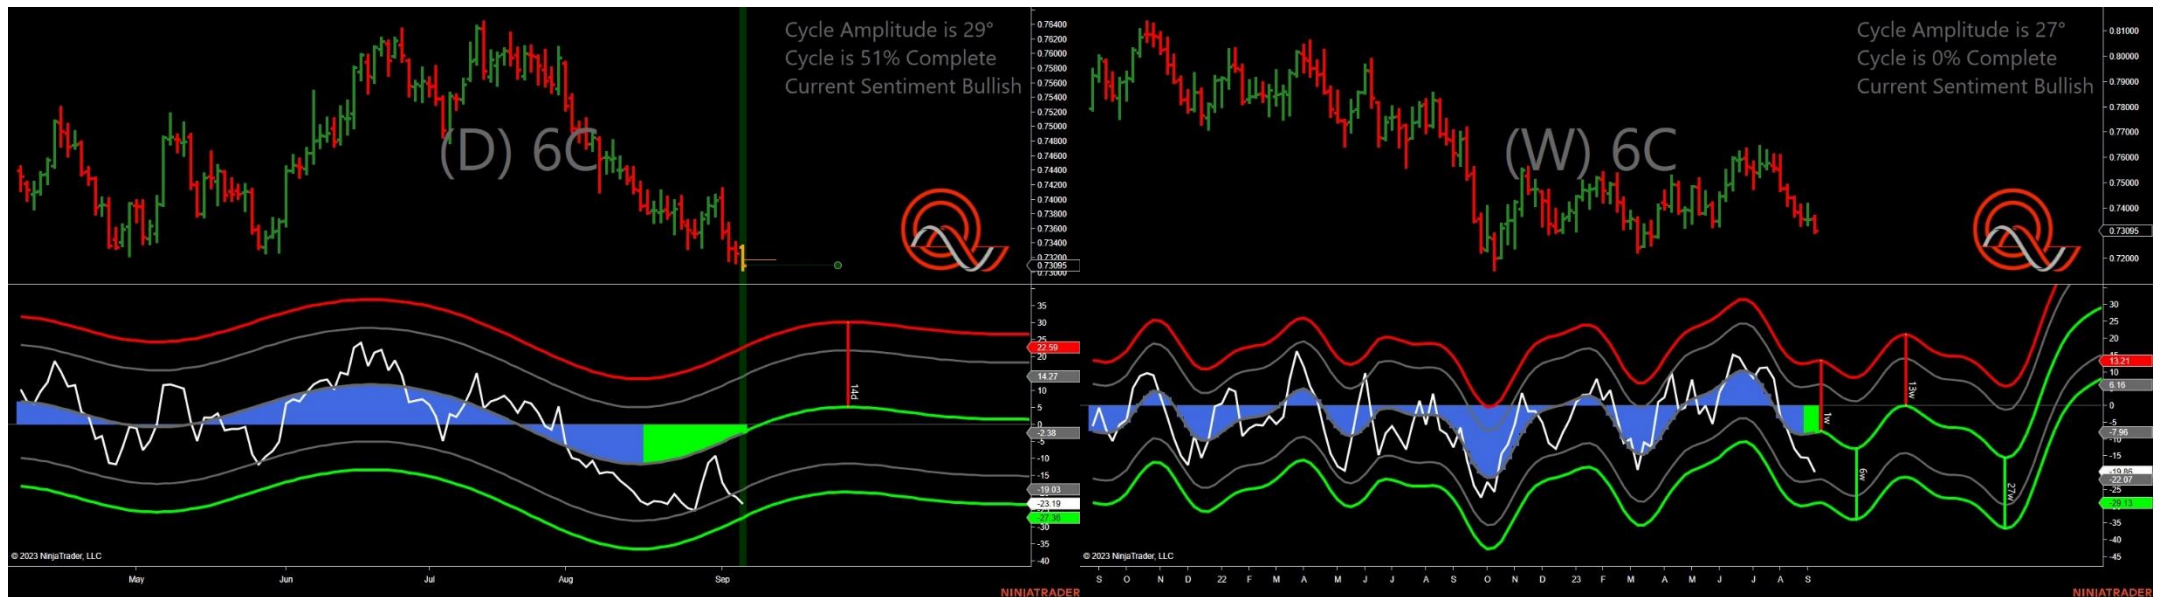 Cycle Amplitude is 29°
Cycle is 51% Complete
Current Sentiment Bullish
(D) 6C
0.76400
0.76200
0.76000
0.75600
0.75400
0.75200
0.75000
0.74600
0.74400
0.74200
0.74000
0.73800
0.73600
0.73400
0.73200
0.73095
0.73000
35
30
22.59
20
14.27
10
5
0
-2.38
-5
-10
-15
-19.03
-23.19
-27.36
-30
-35
-40
14d
© 2023 NinjaTrader, LLC
May
Jun
Jul
Aug
Sep
NINJATRADER
Cycle Amplitude is 27°
Cycle is 0% Complete
Current Sentiment Bullish
(W) 6C
0.81000
0.80000
0.79000
0.78000
0.77000
0.76000
0.75000
0.74000
0.73095
0.72000
30
25
20
15
13.21
10
6.16
5
0
-7.96
-10
-15
-19.86
-22.07
-25
-29.13
-35
-40
-45
1w
13w
6w
27w
© 2023 NinjaTrader, LLC
S O N D 22 F M A M J J A S O N D 23 F M A M J J A S
NINJATRADER